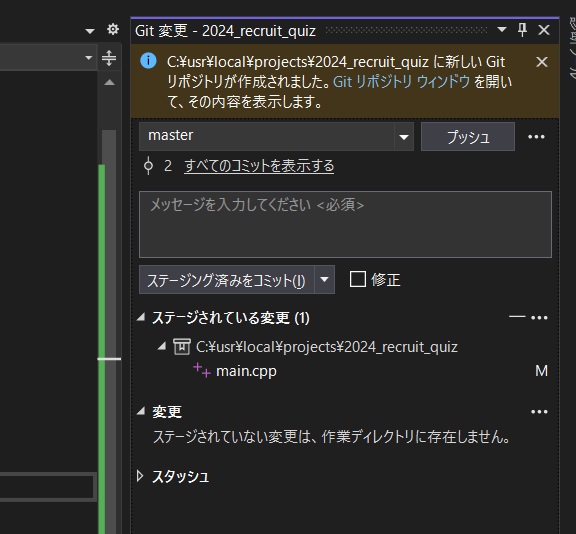 Git 変更 - 2024_recruit_quiz
C:¥usr¥local¥projects¥2024_recruit_quiz に新しい Git
リポジトリが作成されました。Git リポジトリ ウィンドウ を開い
て、その内容を表示します。
master
プッシュ
2 すべてのコミットを表示する
メッセージを入力してください <必須>
ステージング済みをコミット(I)
修正
ステージされている変更 (1)
C:¥usr¥local¥projects¥2024_recruit_quiz
main.cpp M
変更
ステージされていない変更は、作業ディレクトリに存在しません。
スタッシュ